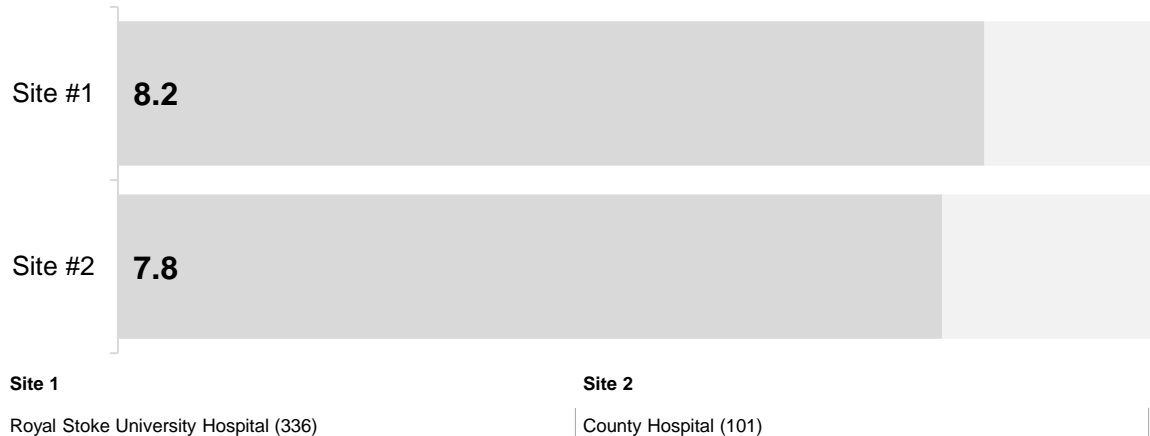 Site #1 8.2
Site #2 7.8
Site 1 Site 2
Royal Stoke University Hospital (336) County Hospital (101)